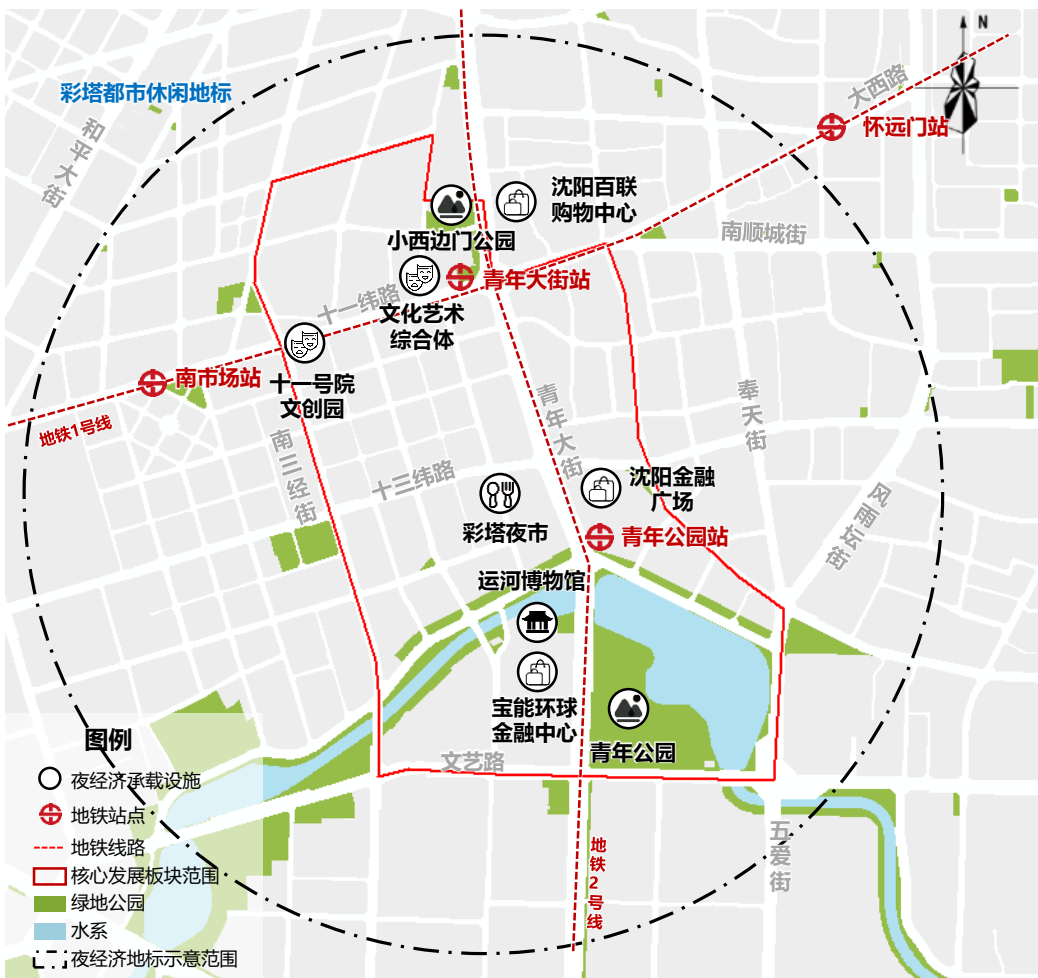 N
彩塔都市休闲地标
大西路
怀远门站
和平大街
沈阳百联
购物中心
小西边门公园
南顺城街
青年大街站
十一纬路
文化艺术
综合体
南市场站
十一号院
文创园
地铁1号线
青年大街
奉天街
南三经街
十三纬路
沈阳金融
广场
风雨坛街
彩塔夜市
青年公园站
运河博物馆
宝能环球
金融中心
青年公园
文艺路
五爱街
地铁2号线
图例
夜经济承载设施
地铁站点
地铁线路
核心发展板块范围
绿地公园
水系
夜经济地标示意范围